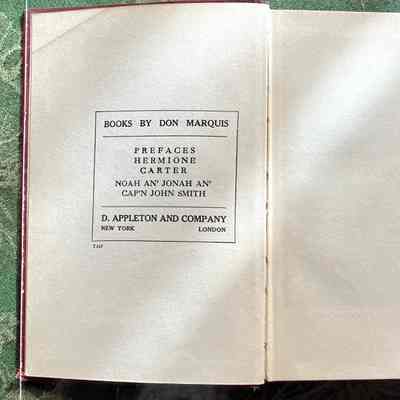 BOOKS BY DON MARQUIS
PREFACES
HERMIONE
CARTER
NOAH AN' JONAH AN'
CAP'N JOHN SMITH
D. APPLETON AND COMPANY
NEW YORK LONDON